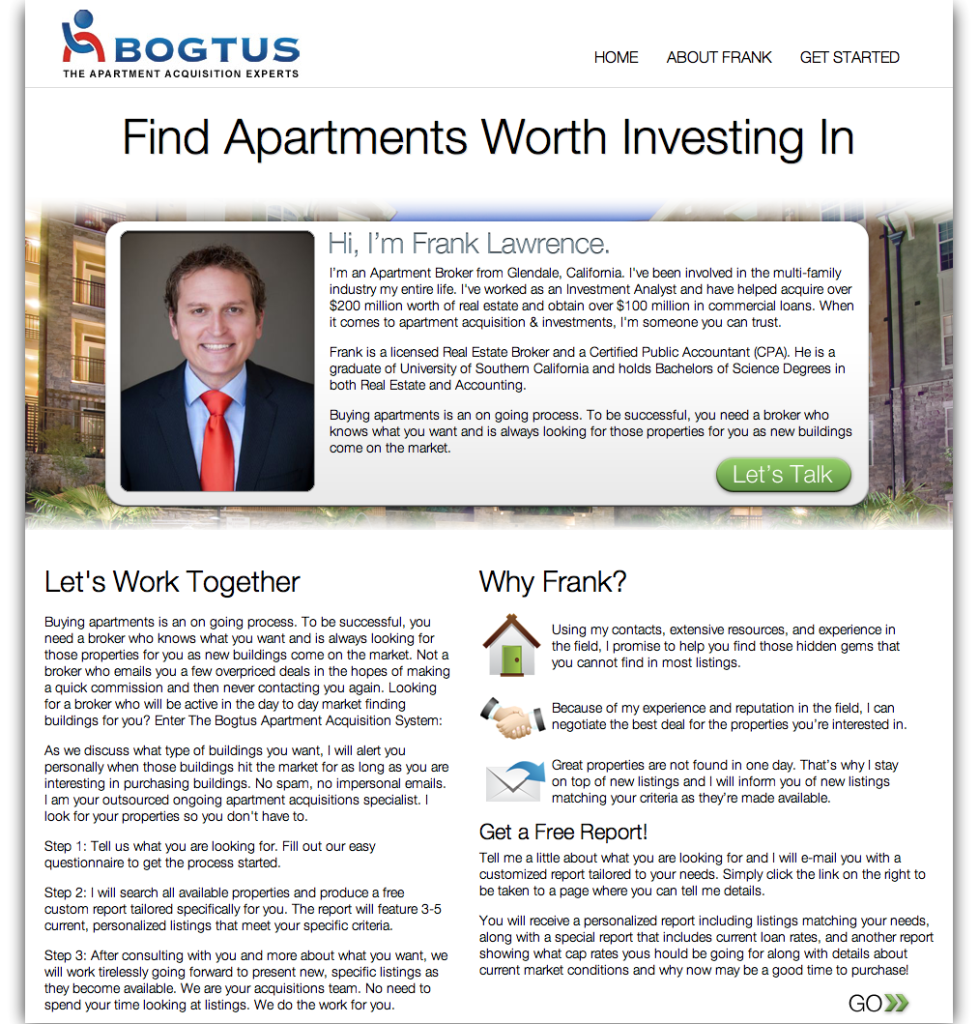 BOGTUS
THE APARTMENT ACQUISITION EXPERTS
HOME
ABOUT FRANK
GET STARTED
Find Apartments Worth Investing In
Hi, I'm Frank Lawrence.
I'm an Apartment Broker from Glendale, California. I've been involved in the multi-family
industry my entire life. I've worked as an Investment Analyst and have helped acquire over
$200 million worth of real estate and obtain over $100 million in commercial loans. When
it comes to apartment acquisition & investments, I'm someone you can trust.
Frank is a licensed Real Estate Broker and a Certified Public Accountant (CPA). He is a
graduate of University of Southern California and holds Bachelors of Science Degrees in
both Real Estate and Accounting.
Buying apartments is an on going process. To be successful, you need a broker who
knows what you want and is always looking for those properties for you as new buildings
come on the market.
Let's Talk
Let's Work Together
Buying apartments is an on going process. To be successful, you
need a broker who knows what you want and is always looking for
those properties for you as new buildings come on the market. Not a
broker who emails you a few overpriced deals in the hopes of making
a quick commission and then never contacting you again. Looking
for a broker who will be active in the day to day market finding
buildings for you? Enter The Bogtus Apartment Acquisition System:
As we discuss what type of buildings you want, I will alert you
personally when those buildings hit the market for as long as you are
interesting in purchasing buildings. No spam, no impersonal emails.
I am your outsourced ongoing apartment acquisitions specialist. I
look for your properties so you don't have to.
Step 1: Tell us what you are looking for. Fill out our easy
questionnaire to get the process started.
Step 2: I will search all available properties and produce a free
custom report tailored specifically for you. The report will feature 3-5
current, personalized listings that meet your specific criteria.
Step 3: After consulting with you and more about what you want, we
will work tirelessly going forward to present new, specific listings as
they become available. We are your acquisitions team. No need to
spend your time looking at listings. We do the work for you.
Why Frank?
Using my contacts, extensive resources, and experience in
the field, I promise to help you find those hidden gems that
you cannot find in most listings.
Because of my experience and reputation in the field, I can
negotiate the best deal for the properties you're interested in.
Great properties are not found in one day. That's why I stay
on top of new listings and I will inform you of new listings
matching your criteria as they're made available.
Get a Free Report!
Tell me a little about what you are looking for and I will e-mail you with a
customized report tailored to your needs. Simply click the link on the right to
be taken to a page where you can tell me details.
You will receive a personalized report including listings matching your needs,
along with a special report that includes current loan rates, and another report
showing what cap rates yous hould be going for along with details about
current market conditions and why now may be a good time to purchase!
GO